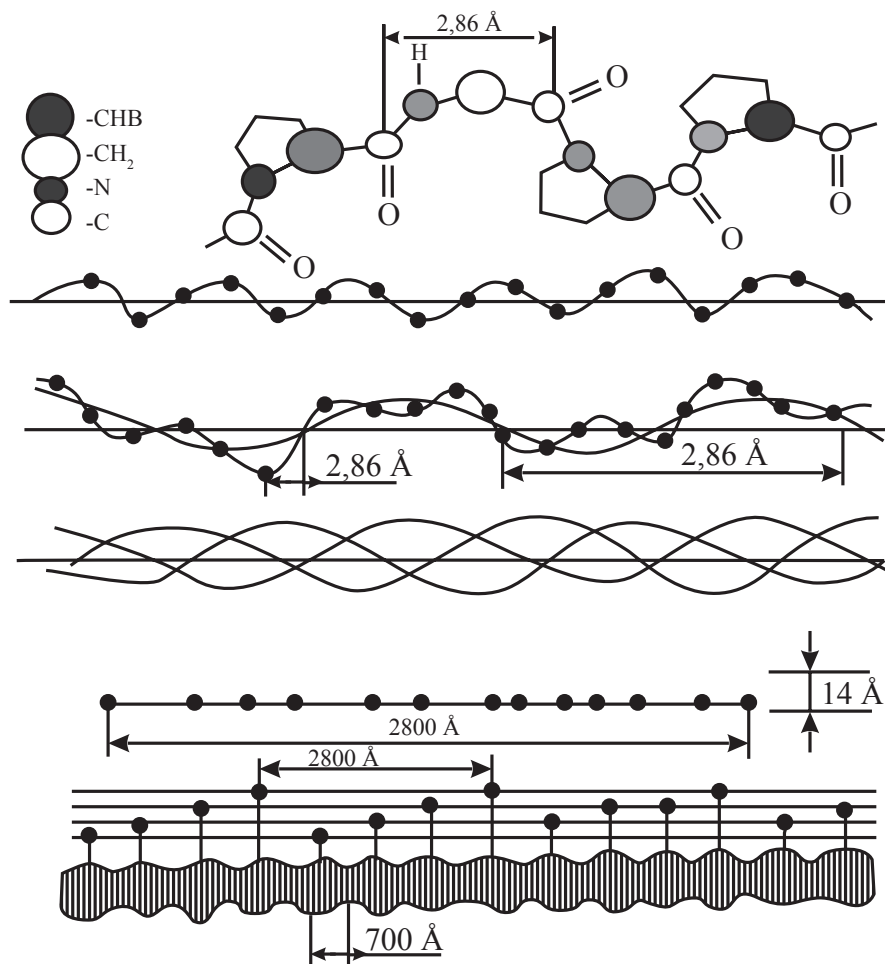 2,86 Å
H
O
-CHB
-CH₂
-N
-C
O
O
O
O
2,86 Å
2,86 Å
14 Å
2800 Å
2800 Å
700 Å